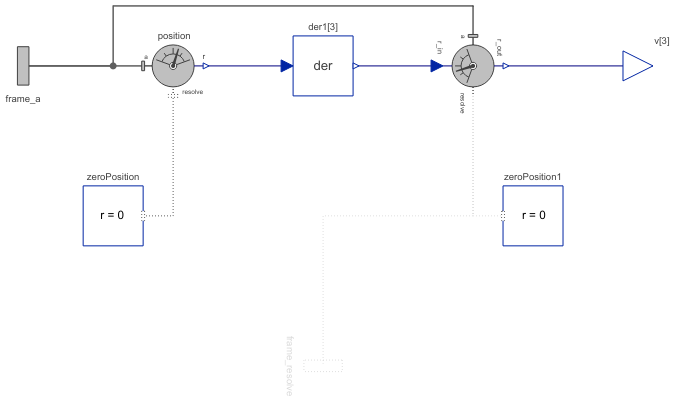 position
der1[3]
v[3]
a
r
der
r_in
a
r_out
frame_a
resolve
resolve
zeroPosition
zeroPosition1
r = 0
r = 0
frame_resolve